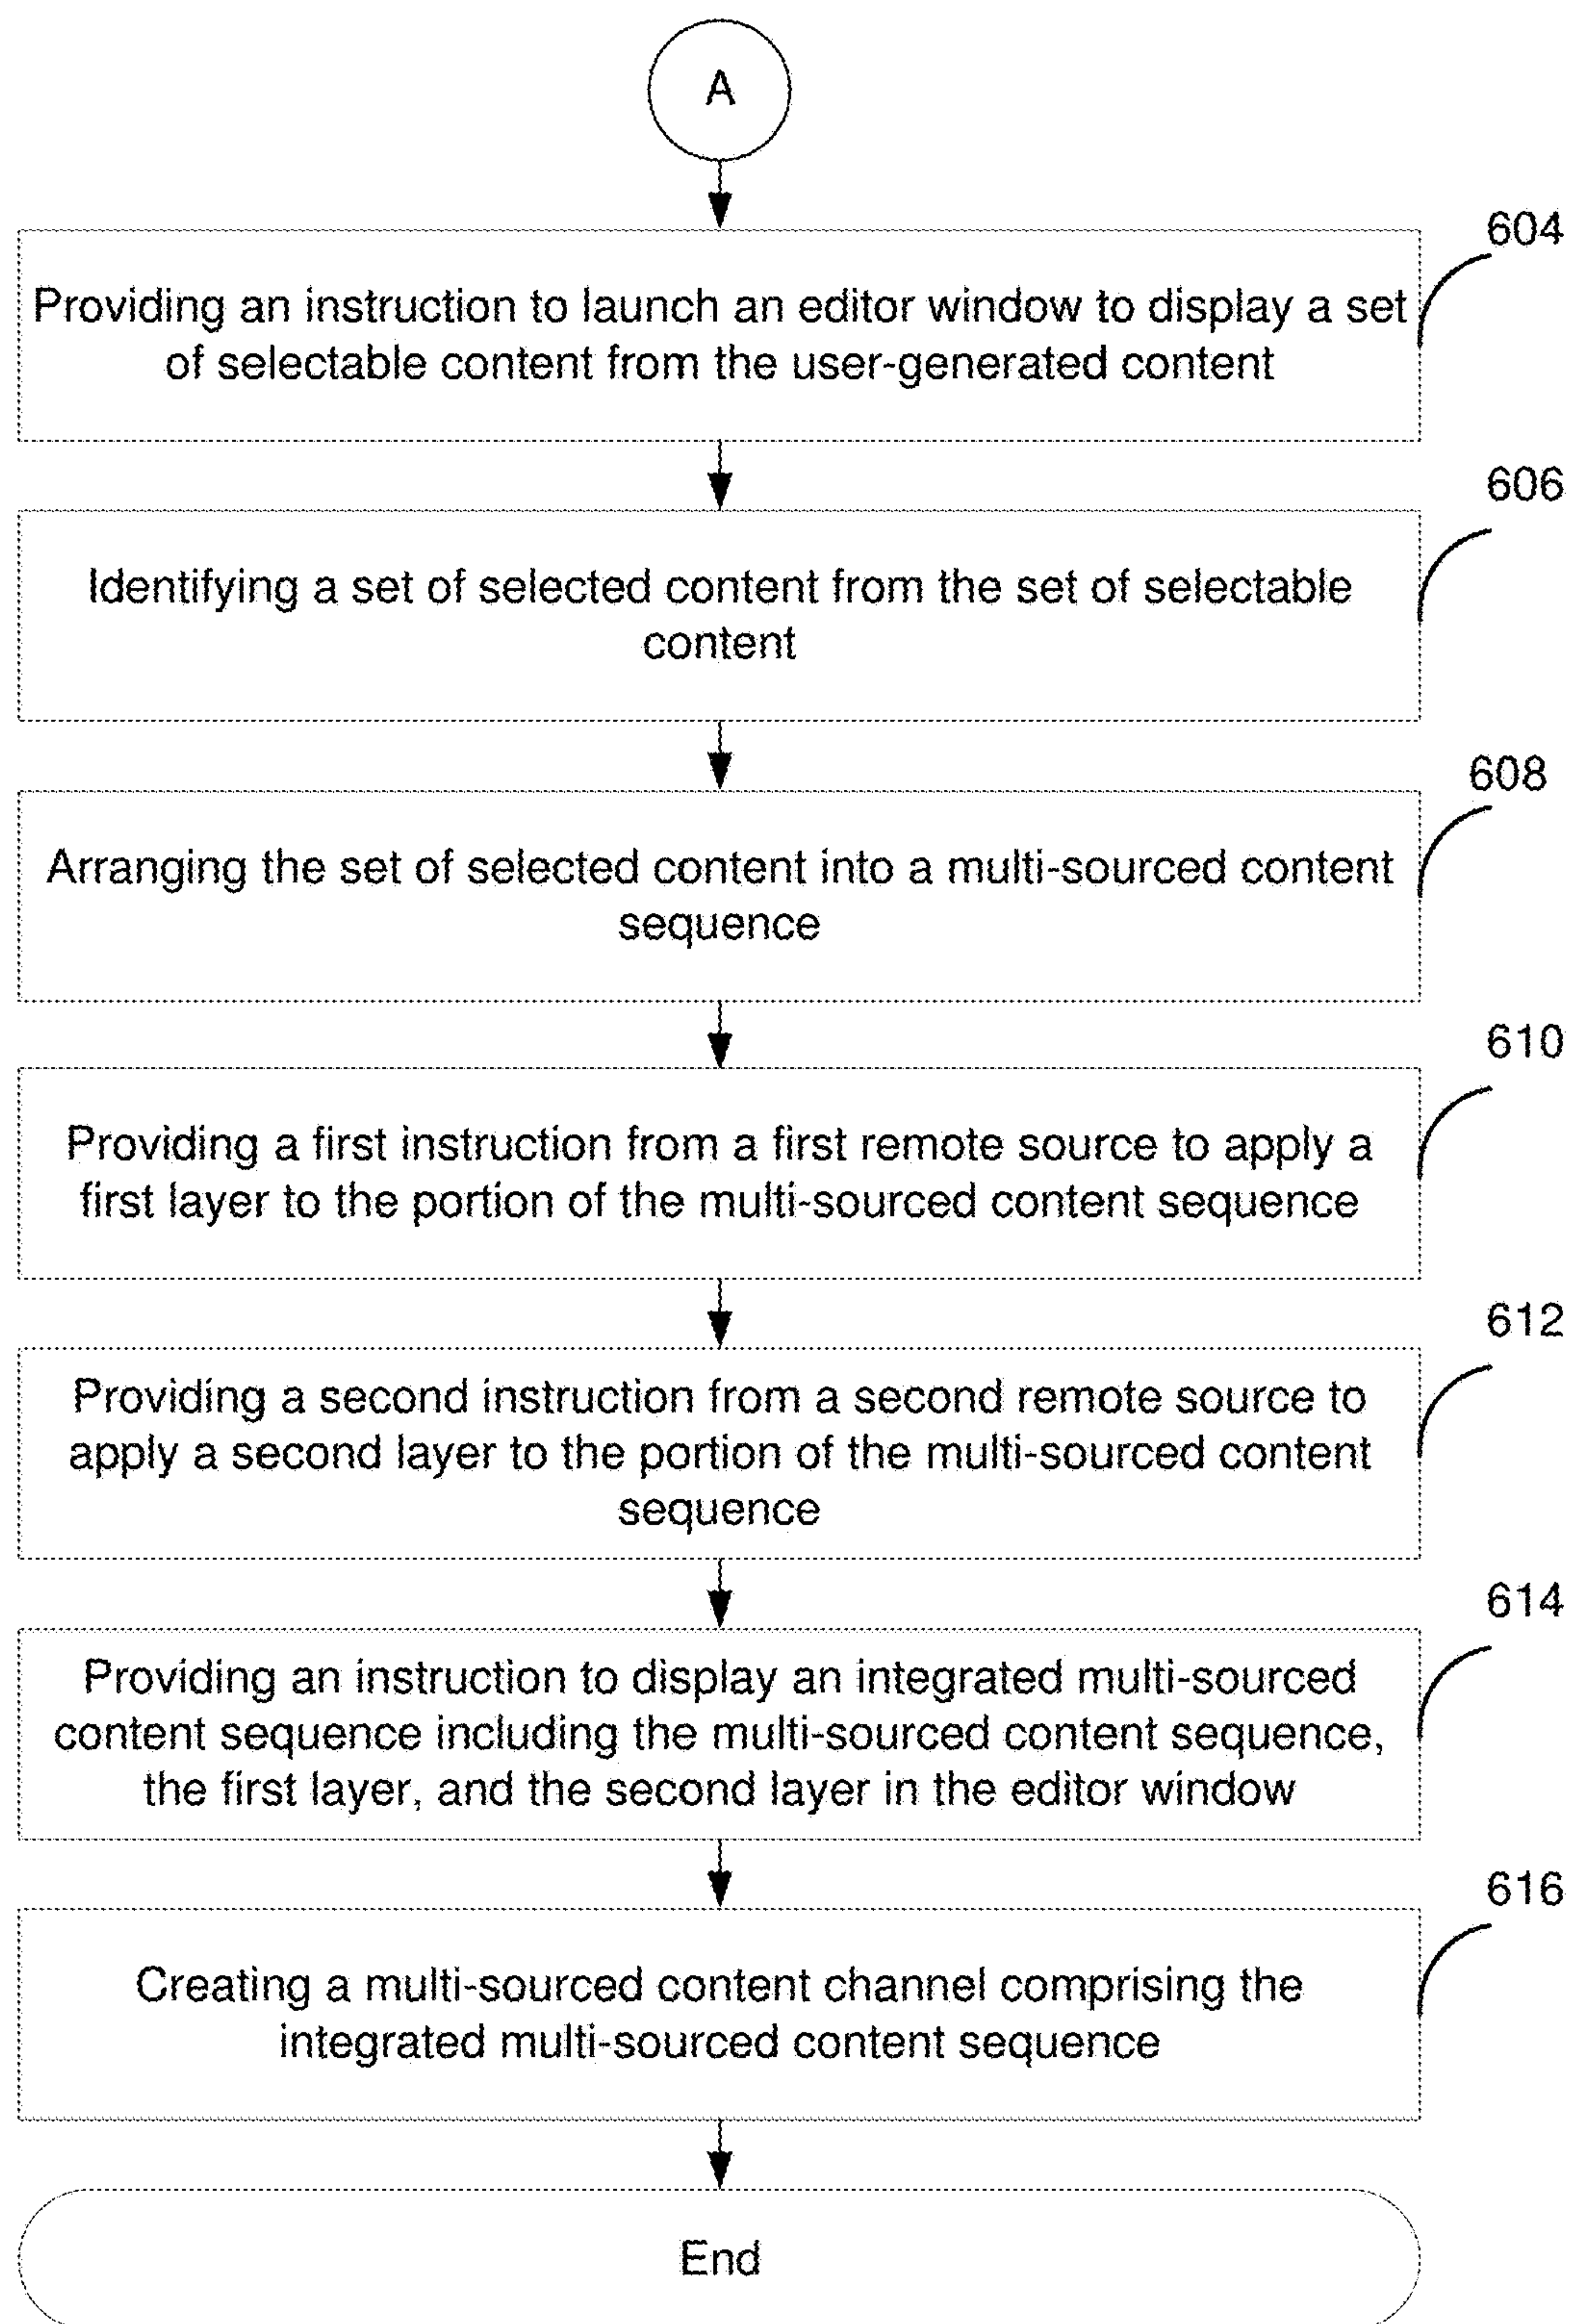 A
604
Providing an instruction to launch an editor window to display a set
of selectable content from the user-generated content
606
Identifying a set of selected content from the set of selectable
content
608
Arranging the set of selected content into a multi-sourced content
sequence
610
Providing a first instruction from a first remote source to apply a
first layer to the portion of the multi-sourced content sequence
612
Providing a second instruction from a second remote source to
apply a second layer to the portion of the multi-sourced content
sequence
614
Providing an instruction to display an integrated multi-sourced
content sequence including the multi-sourced content sequence,
the first layer, and the second layer in the editor window
616
Creating a multi-sourced content channel comprising the
integrated multi-sourced content sequence
End